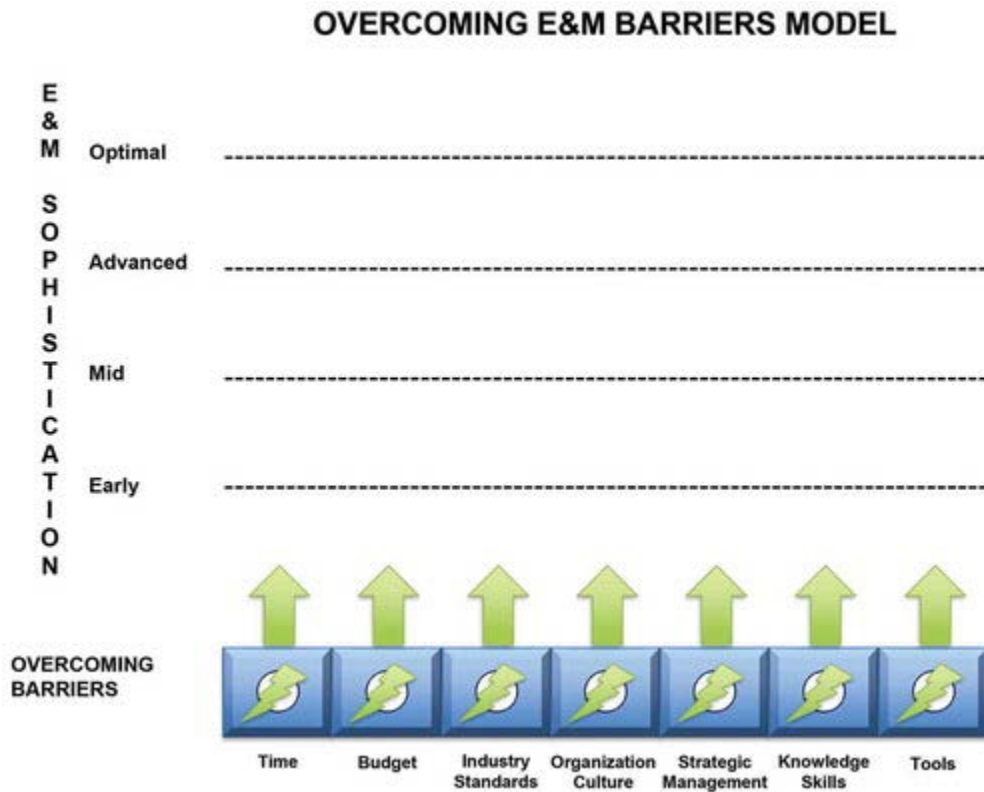 OVERCOMING E&M BARRIERS MODEL
E&M SOPHISTICATION
Optimal
Advanced
Mid
Early
OVERCOMING
BARRIERS
Time
Budget
Industry
Standards
Organization
Culture
Strategic
Management
Knowledge
Skills
Tools